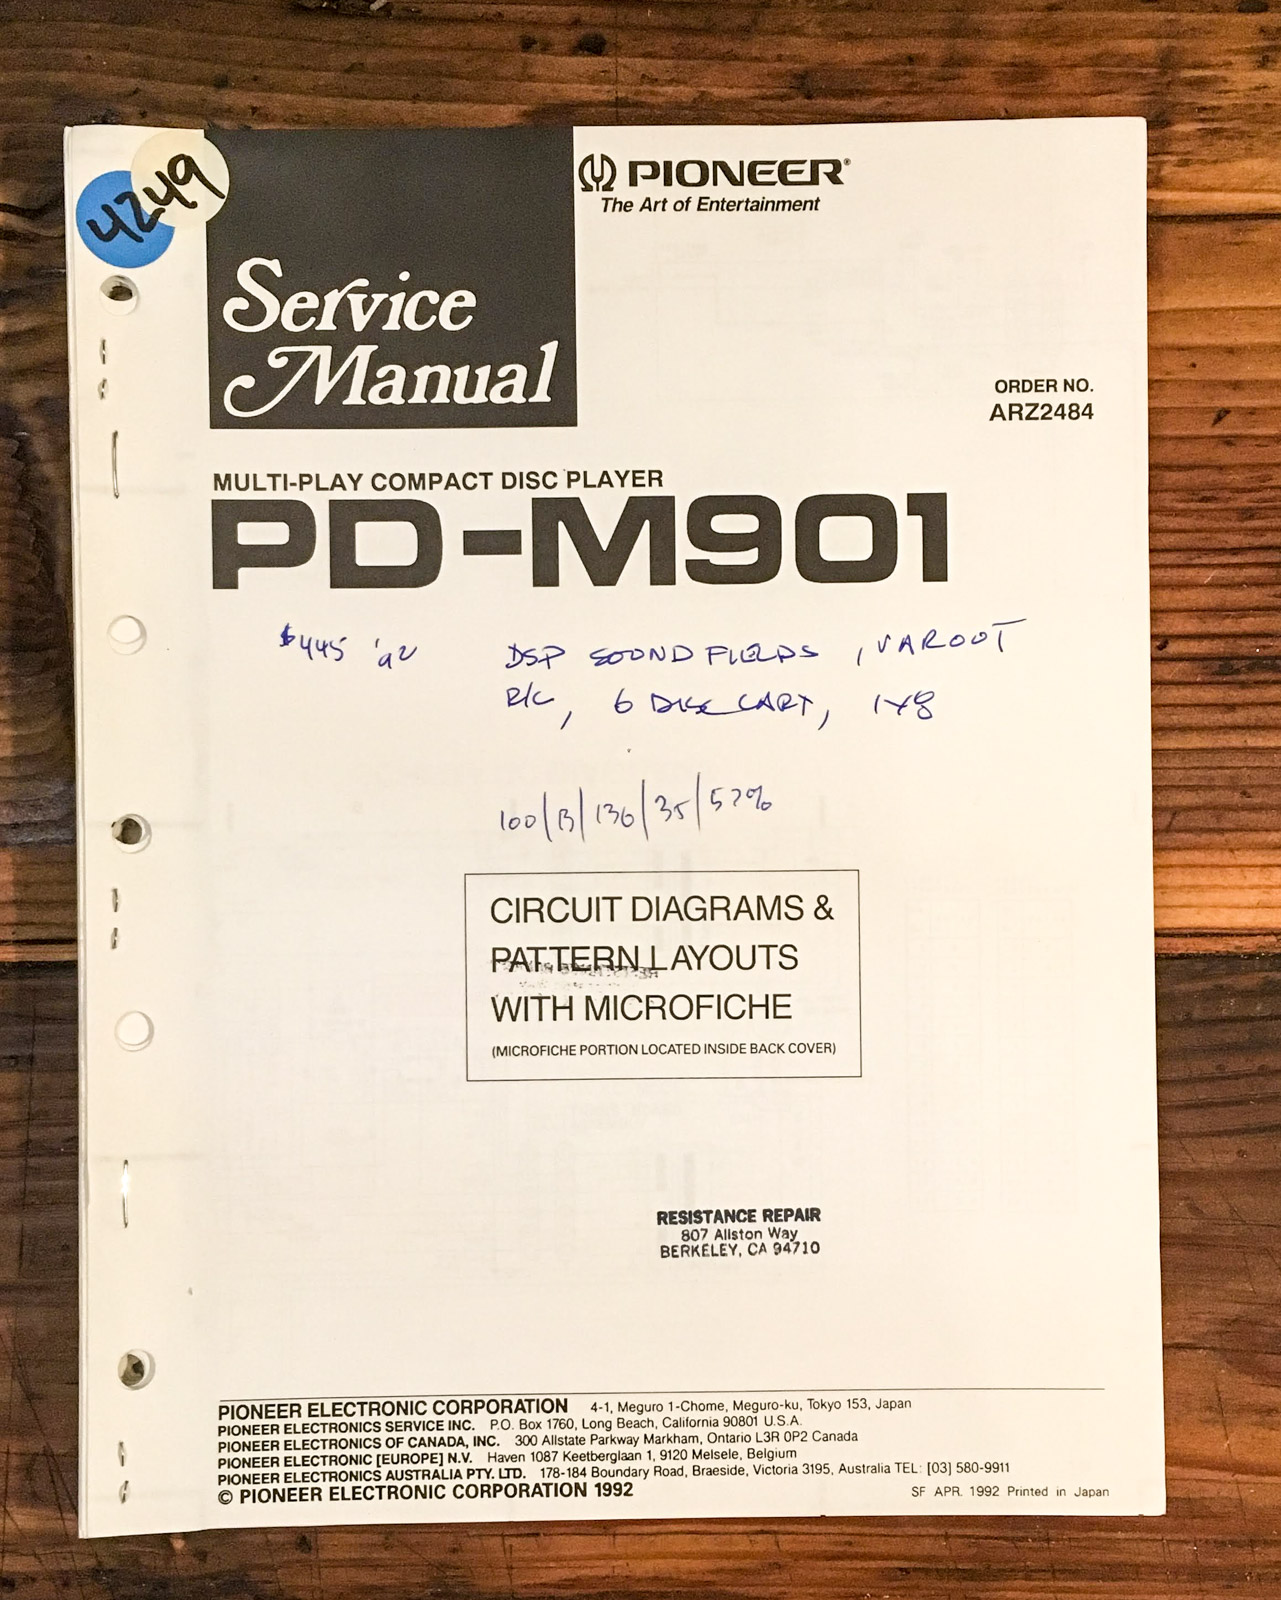 4249
PIONEER®
The Art of Entertainment
Service
Manual
ORDER NO.
ARZ2484
MULTI-PLAY COMPACT DISC PLAYER
PD-M901
$445 '92 DSP SOUND FIELDS, VAROUT
R/C, 6 DISC CART, 1x8
100/13/136/35/52%
CIRCUIT DIAGRAMS &
PATTERN LAYOUTS
WITH MICROFICHE
(MICROFICHE PORTION LOCATED INSIDE BACK COVER)
RESISTANCE REPAIR
807 Allston Way
BERKELEY, CA 94710
PIONEER ELECTRONIC CORPORATION 4-1, Meguro 1-Chome, Meguro-ku, Tokyo 153, Japan
PIONEER ELECTRONICS SERVICE INC. P.O. Box 1760, Long Beach, California 90801 U.S.A.
PIONEER ELECTRONICS OF CANADA, INC. 300 Allstate Parkway Markham, Ontario L3R 0P2 Canada
PIONEER ELECTRONIC [EUROPE] N.V. Haven 1087 Keetberglaan 1, 9120 Melsele, Belgium
PIONEER ELECTRONICS AUSTRALIA PTY. LTD. 178-184 Boundary Road, Braeside, Victoria 3195, Australia TEL: [03] 580-9911
© PIONEER ELECTRONIC CORPORATION 1992
SF APR. 1992 Printed in Japan